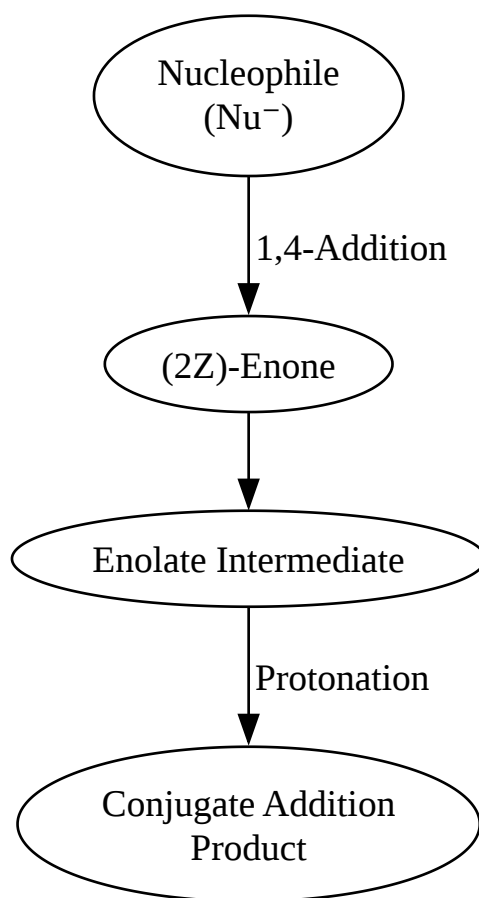 Nucleophile
(Nu⁻)
1,4-Addition
(2Z)-Enone
Enolate Intermediate
Protonation
Conjugate Addition
Product